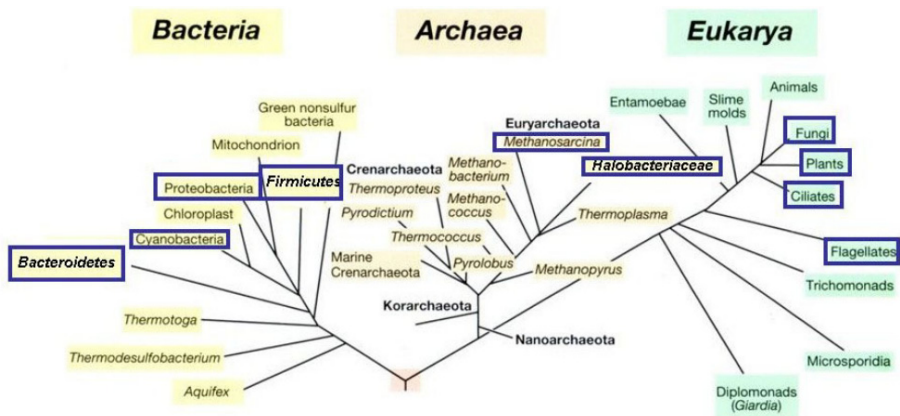 Bacteria
Archaea
Eukarya
Green nonsulfur
bacteria
Mitochondrion
Proteobacteria
Firmicutes
Chloroplast
Cyanobacteria
Bacteroidetes
Thermotoga
Thermodesulfobacterium
Aquifex
Euryarchaeota
Methanosarcina
Crenarchaeota
Methano-
bacterium
Halobacteriaceae
Thermoproteus
Methano-
coccus
Pyrodictium
Thermoplasma
Thermococcus
Marine
Crenarchaeota
Pyrolobus
Methanopyrus
Korarchaeota
Nanoarchaeota
Entamoebae
Slime
molds
Animals
Fungi
Plants
Ciliates
Flagellates
Trichomonads
Microsporidia
Diplomonads
(Giardia)